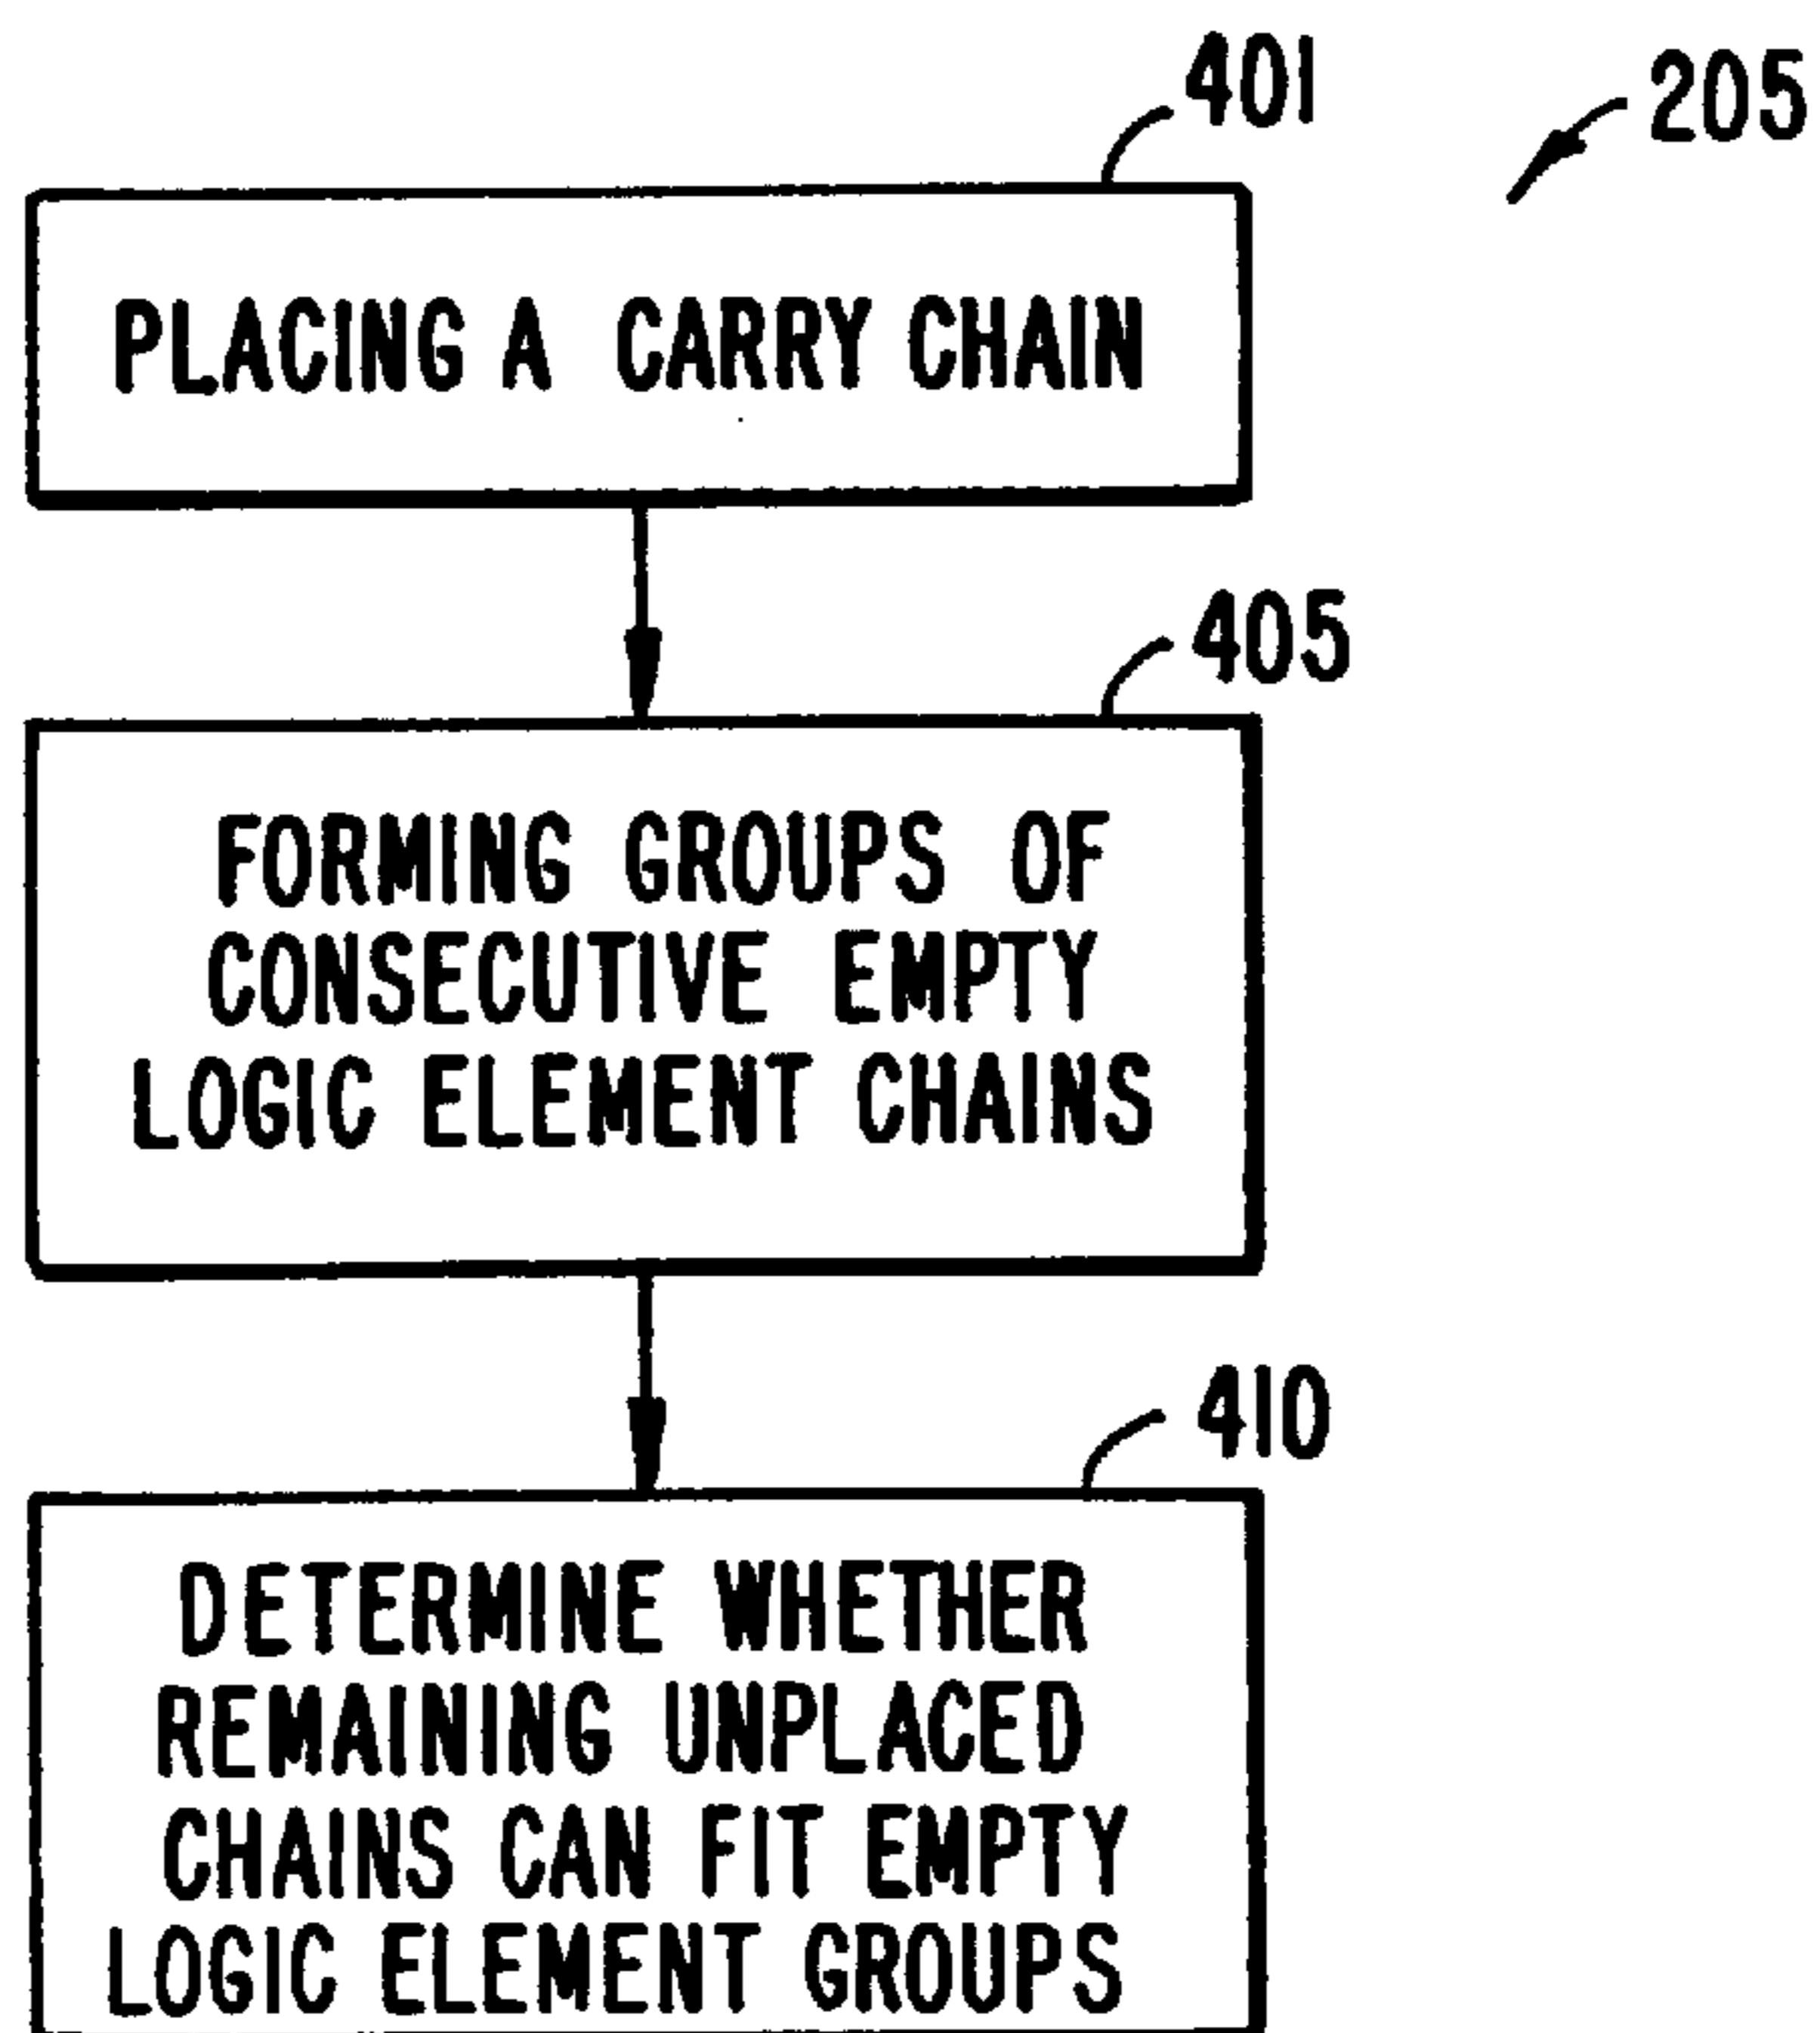 401
205
PLACING A CARRY CHAIN
405
FORMING GROUPS OF
CONSECUTIVE EMPTY
LOGIC ELEMENT CHAINS
410
DETERMINE WHETHER
REMAINING UNPLACED
CHAINS CAN FIT EMPTY
LOGIC ELEMENT GROUPS